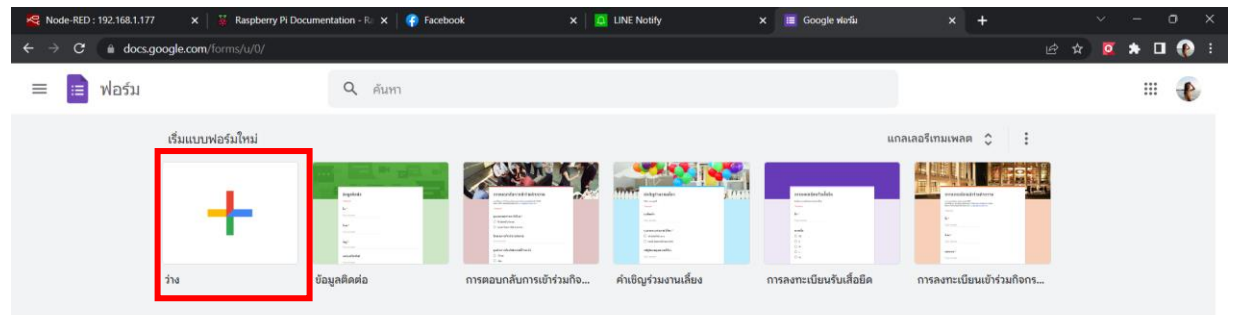 Node-RED : 192.168.1.177
Raspberry Pi Documentation - R
Facebook
LINE Notify
Google ฟอร์ม
docs.google.com/forms/u/0/
ฟอร์ม
ค้นหา
เริ่มแบบฟอร์มใหม่
แกลเลอรีเทมเพลต
ว่าง
ข้อมูลติดต่อ
การตอบกลับการเข้าร่วมกิจ...
คำเชิญร่วมงานเลี้ยง
การลงทะเบียนรับเสื้อยืด
การลงทะเบียนเข้าร่วมกิจกร...